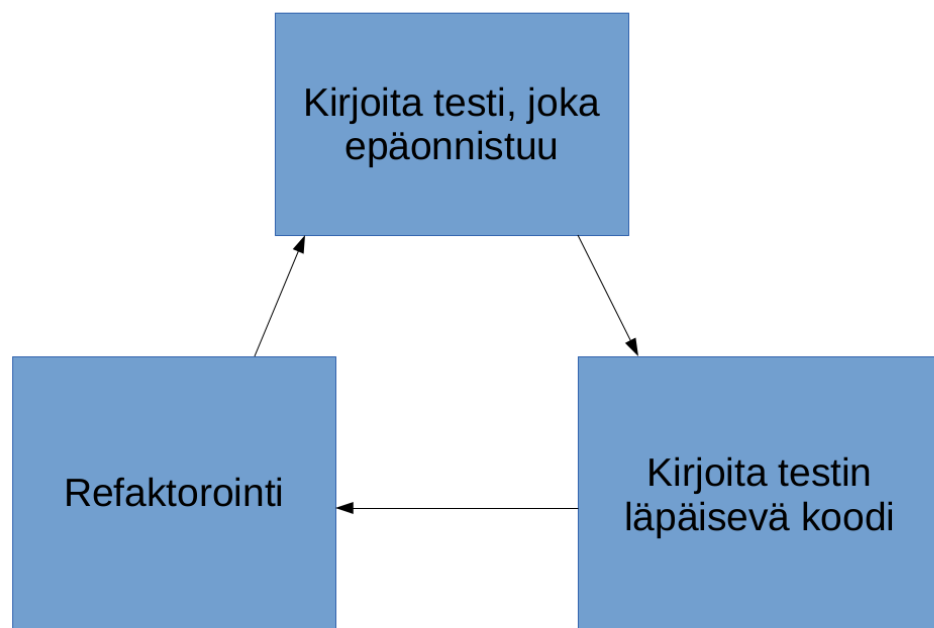 Kirjoita testi, joka
epäonnistuu
Refaktorointi
Kirjoita testin
läpäisevä koodi